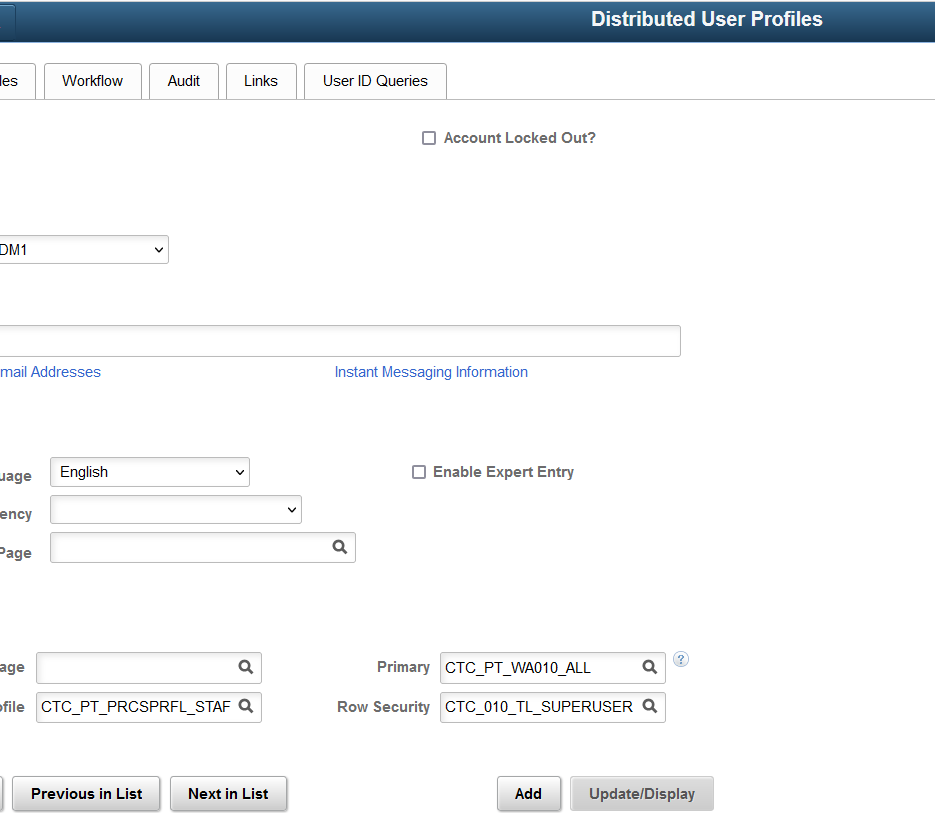 Distributed User Profiles
les Workflow Audit Links User ID Queries
Account Locked Out?
DM1
mail Addresses Instant Messaging Information
uage English Enable Expert Entry
ency
Page
age Primary CTC_PT_WA010_ALL ?
ofile CTC_PT_PRCSPRFL_STAF Row Security CTC_010_TL_SUPERUSER
Previous in List Next in List Add Update/Display